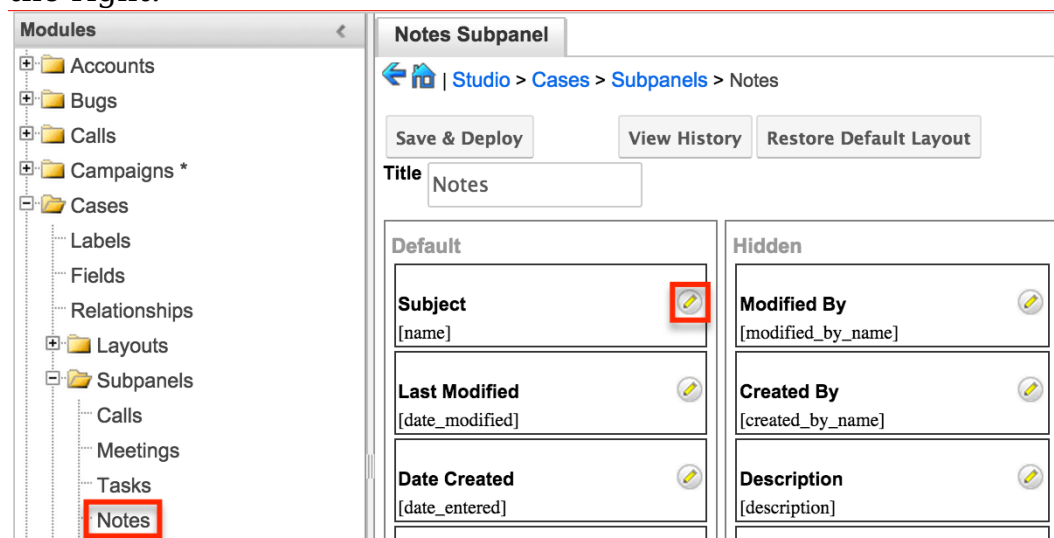 the right.
Modules <
Accounts
Bugs
Calls
Campaigns *
Cases
Labels
Fields
Relationships
Layouts
Subpanels
Calls
Meetings
Tasks
Notes
Notes Subpanel
| Studio > Cases > Subpanels > Notes
Save & Deploy View History Restore Default Layout
Title Notes
Default
Subject
[name]
Last Modified
[date_modified]
Date Created
[date_entered]
Hidden
Modified By
[modified_by_name]
Created By
[created_by_name]
Description
[description]